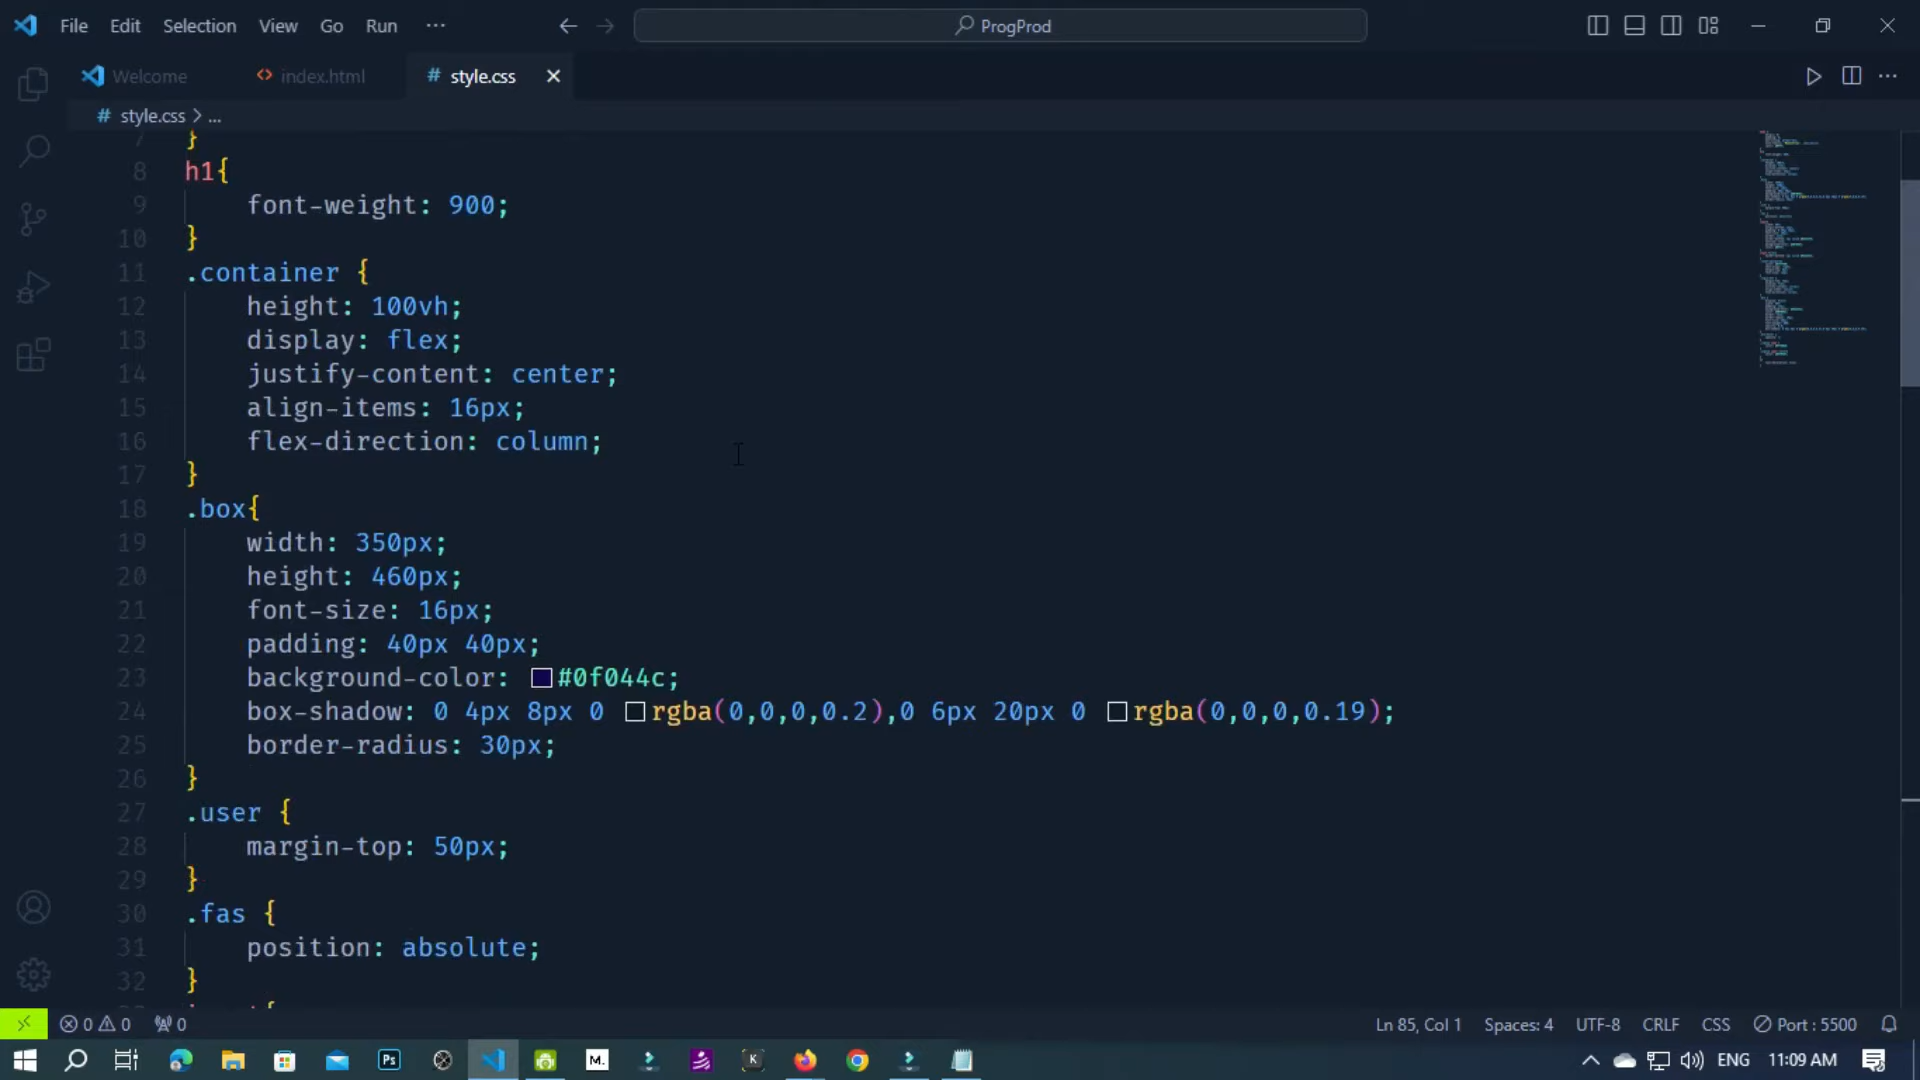 File Edit Selection View Go Run ··· ProgProd
Welcome index.html # style.css
# style.css > ...
7 }
8 h1{
9 font-weight: 900;
10 }
11 .container {
12 height: 100vh;
13 display: flex;
14 justify-content: center;
15 align-items: 16px;
16 flex-direction: column;
17 }
18 .box{
19 width: 350px;
20 height: 460px;
21 font-size: 16px;
22 padding: 40px 40px;
23 background-color: #0f044c;
24 box-shadow: 0 4px 8px 0 rgba(0,0,0,0.2),0 6px 20px 0 rgba(0,0,0,0.19);
25 border-radius: 30px;
26 }
27 .user {
28 margin-top: 50px;
29 }
30 .fas {
31 position: absolute;
32 }
0 0 0 Ln 85, Col 1 Spaces: 4 UTF-8 CRLF CSS Port : 5500
Ps M. K ENG 11:09 AM